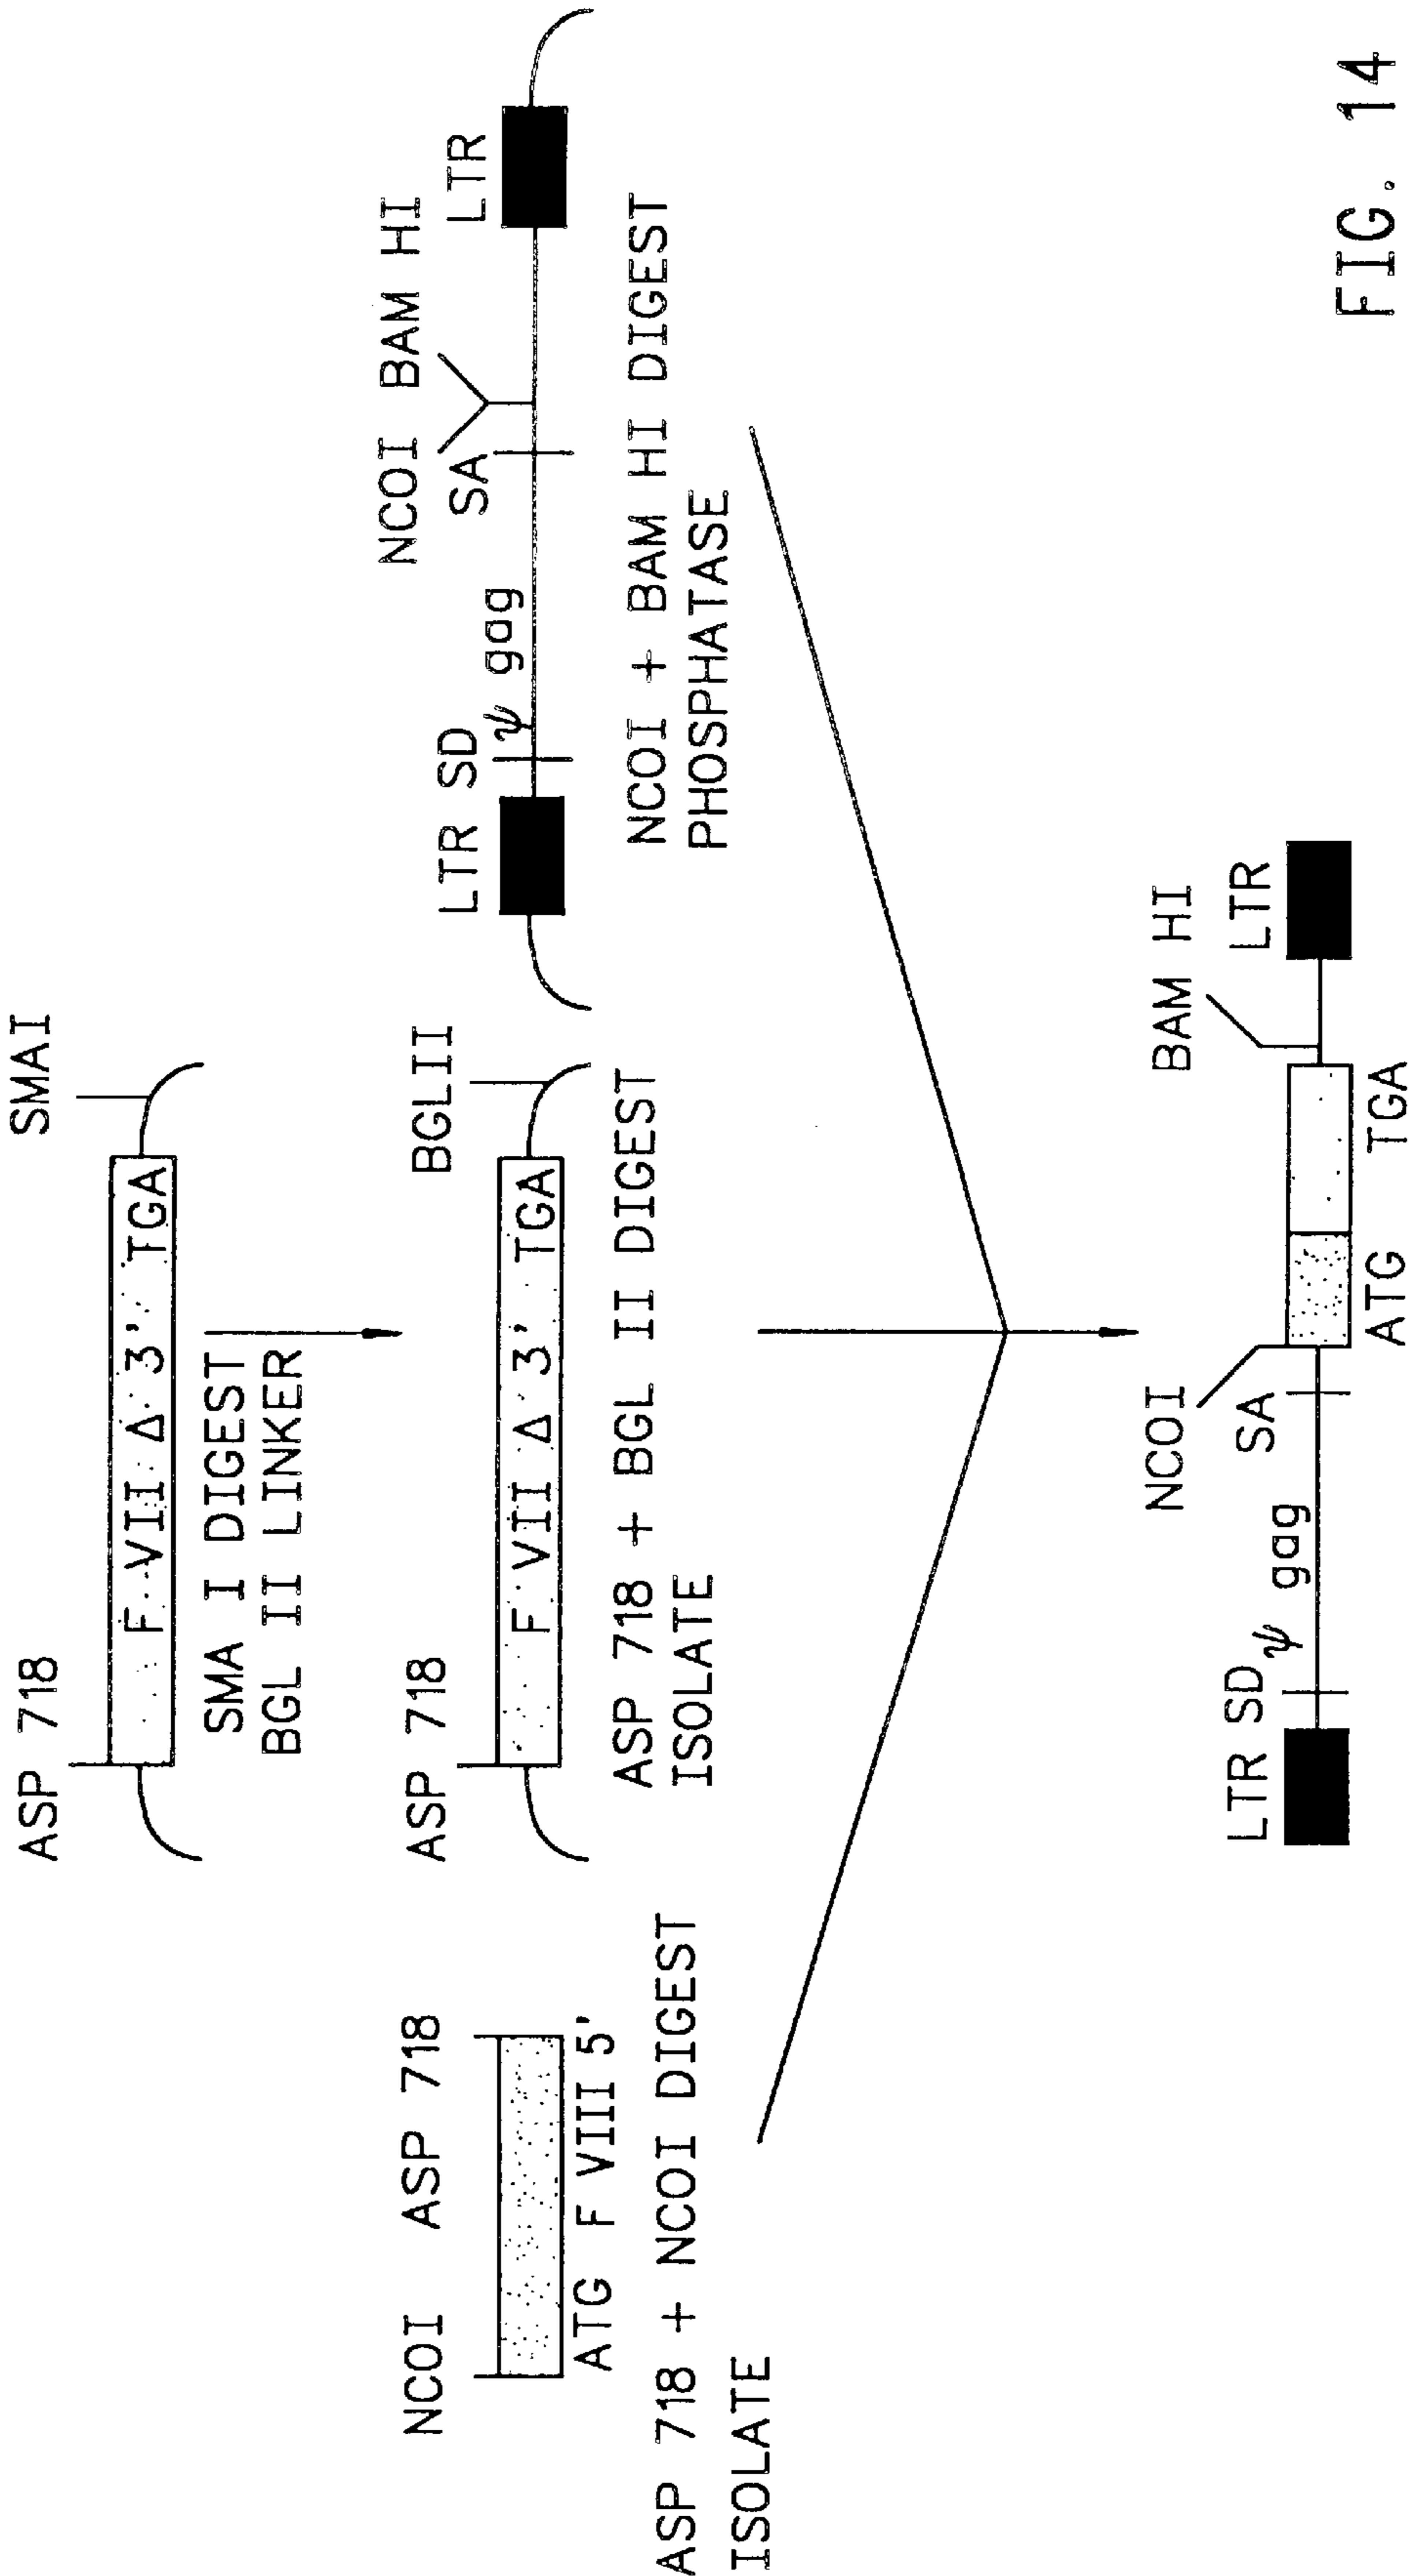 ASP 718
SMAI
F VII Δ 3' TGA
SMA I DIGEST
BGL II LINKER
NCOI ASP 718
ATG F VIII 5'
ASP 718 + NCOI DIGEST
ISOLATE
ASP 718
BGLII
F VII Δ 3' TGA
ASP 718 + BGL II DIGEST
ISOLATE
NCOI BAM HI
LTR SD ψ gag SA LTR
NCOI + BAM HI DIGEST
PHOSPHATASE
NCOI BAM HI
LTR SD ψ gag SA LTR
ATG TGA
FIG. 14